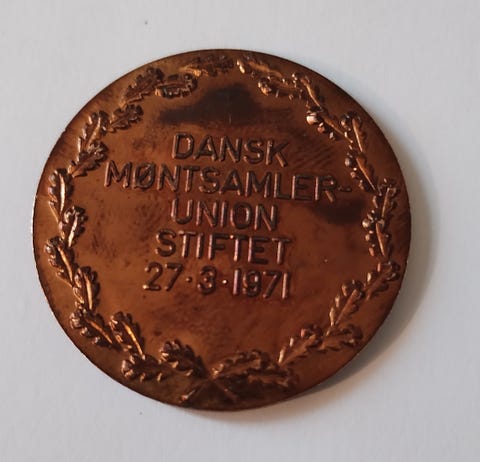 DANSK
MØNTSAMLER-
UNION
STIFTET
27·3·1971